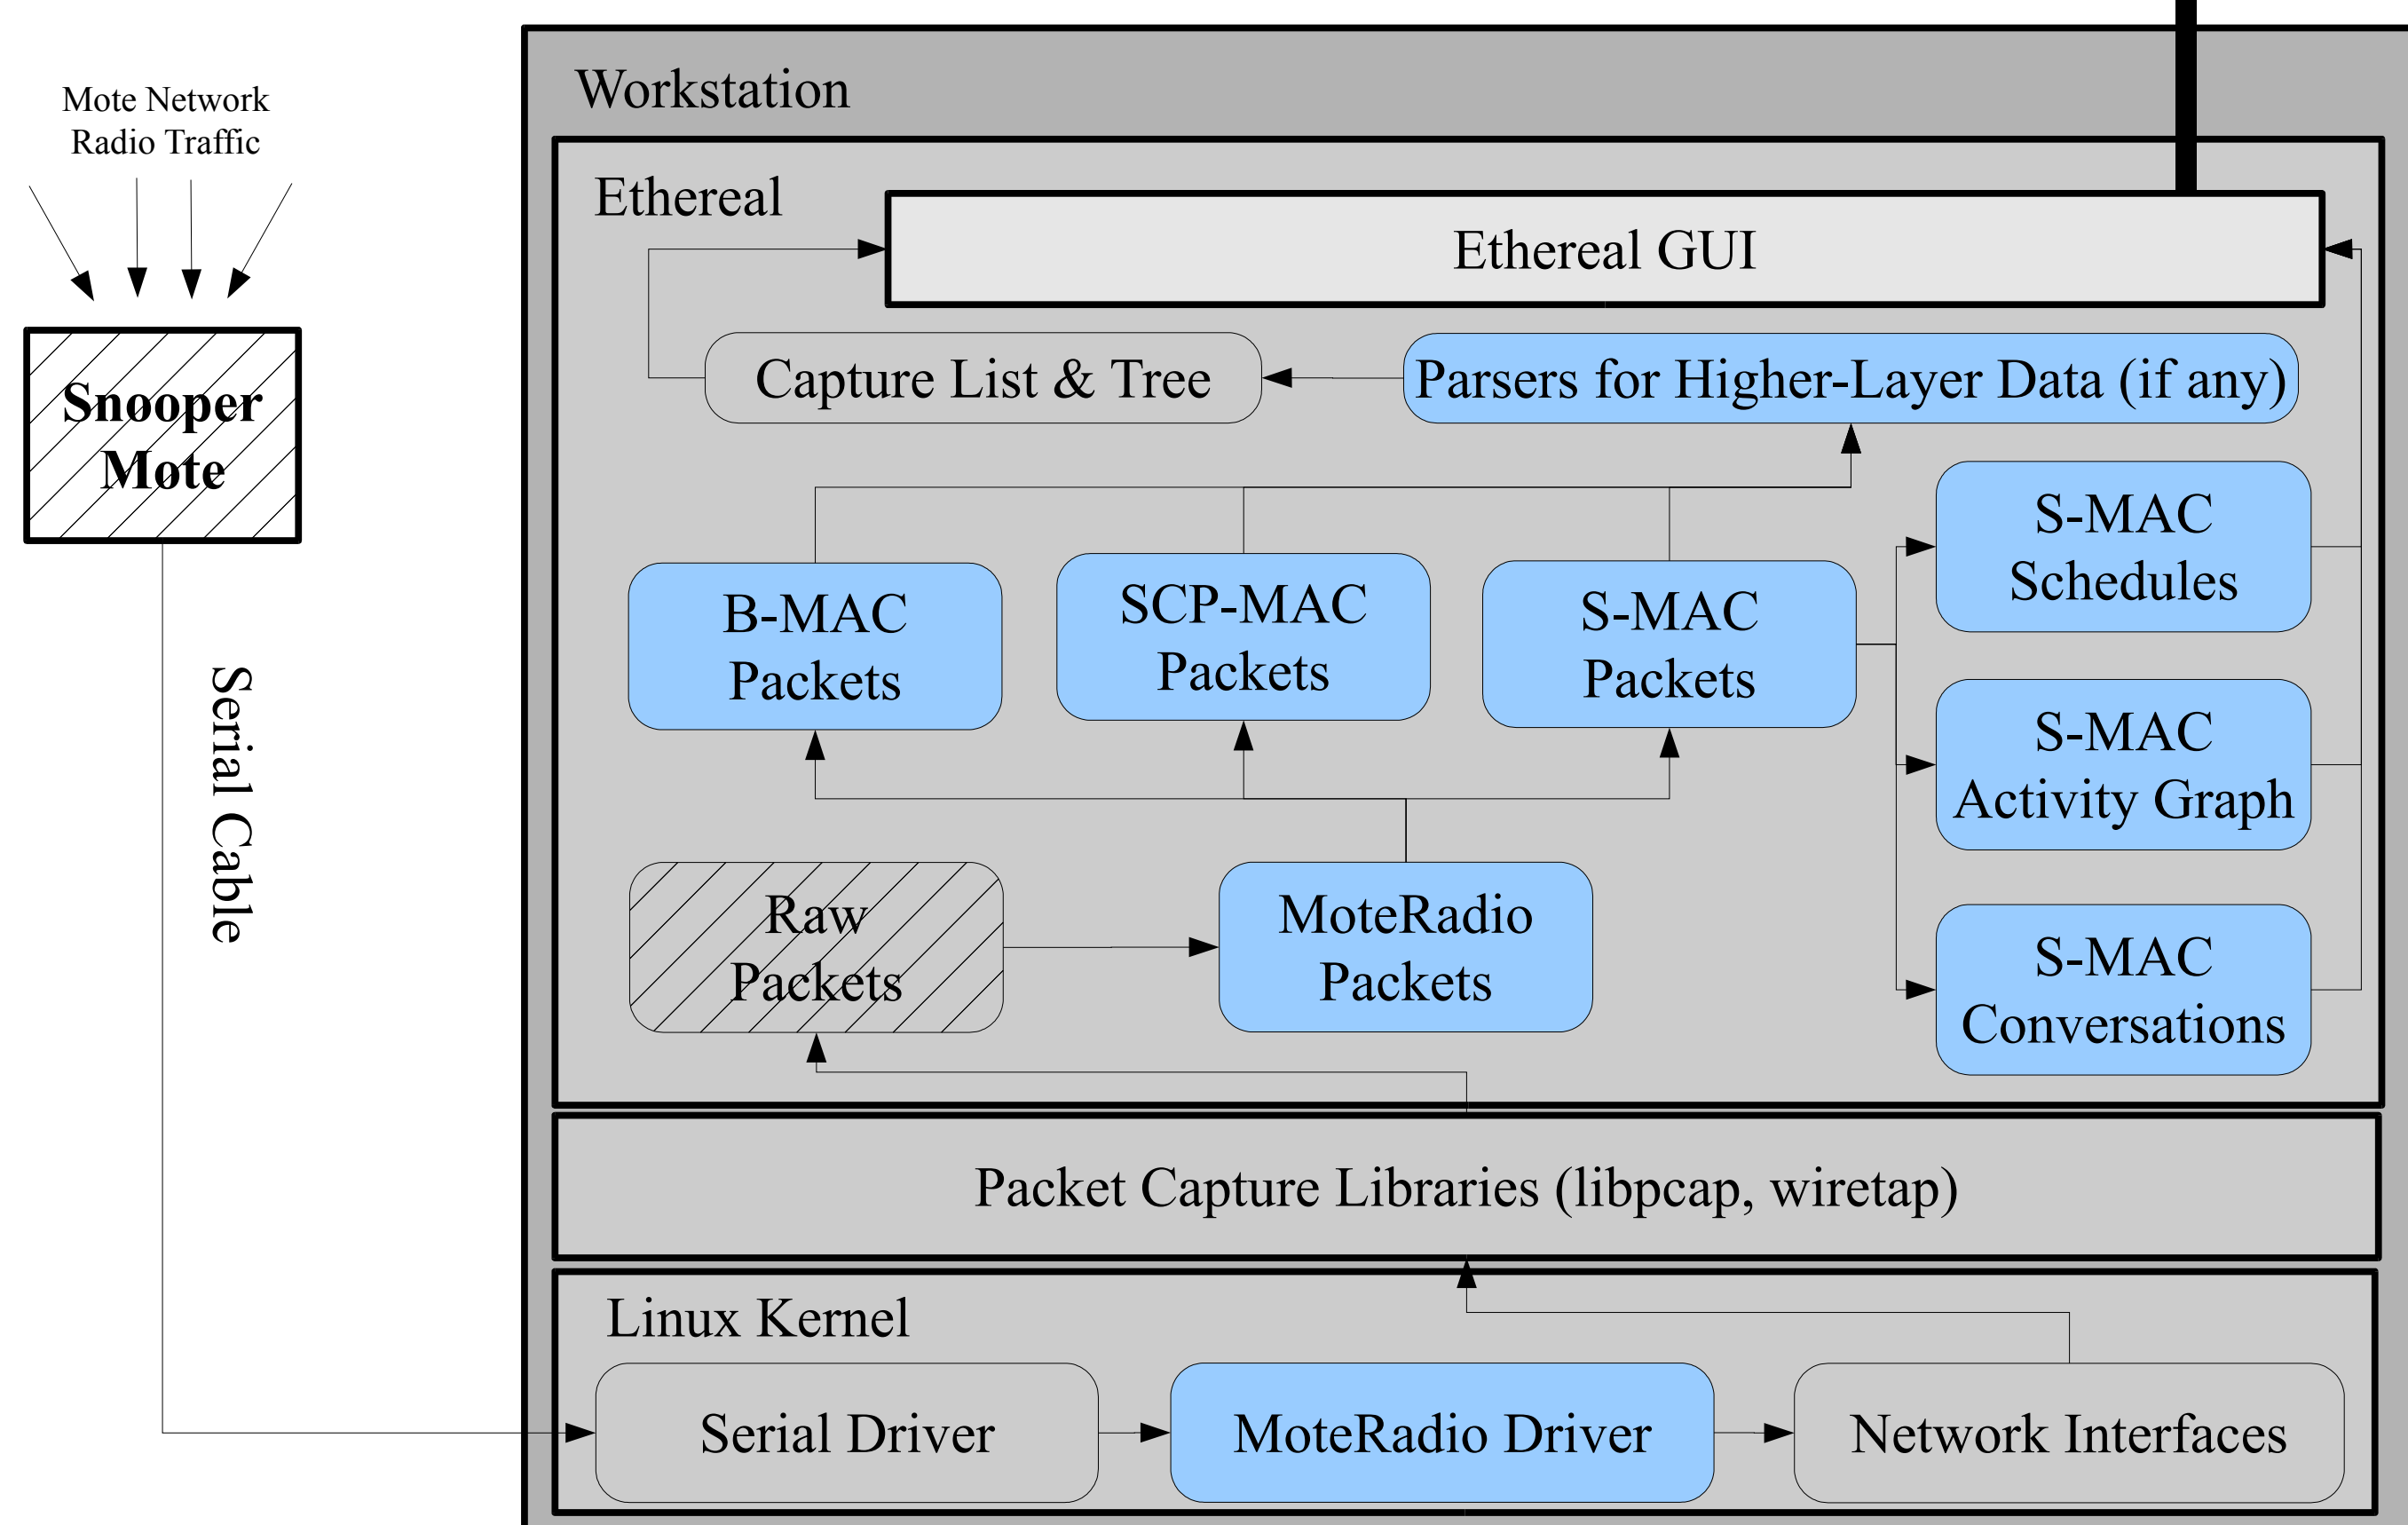 Mote Network
Radio Traffic
Snooper
Mote
Serial Cable
Workstation
Ethereal
Ethereal GUI
Capture List & Tree
Parsers for Higher-Layer Data (if any)
B-MAC
Packets
SCP-MAC
Packets
S-MAC
Packets
S-MAC
Schedules
S-MAC
Activity Graph
S-MAC
Conversations
Raw
Packets
MoteRadio
Packets
Packet Capture Libraries (libpcap, wiretap)
Linux Kernel
Serial Driver
MoteRadio Driver
Network Interfaces